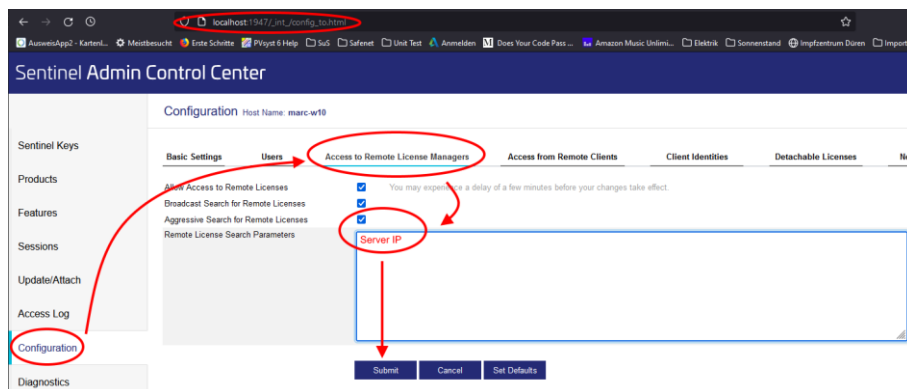 localhost:1947/_int_/config_to.html
AusweisApp2 - Kartenl... Meistbesucht Erste Schritte PVsyst 6 Help SuS Safenet Unit Test Anmelden Does Your Code Pass ... Amazon Music Unlimi... Elektrik Sonnenstand Impfzentrum Düren Import
Sentinel Admin Control Center
Configuration Host Name: marc-w10
Sentinel Keys
Products
Features
Sessions
Update/Attach
Access Log
Configuration
Diagnostics
Basic Settings Users Access to Remote License Managers Access from Remote Clients Client Identities Detachable Licenses
Allow Access to Remote Licenses You may experience a delay of a few minutes before your changes take effect.
Broadcast Search for Remote Licenses
Aggressive Search for Remote Licenses
Remote License Search Parameters
Server IP
Submit Cancel Set Defaults